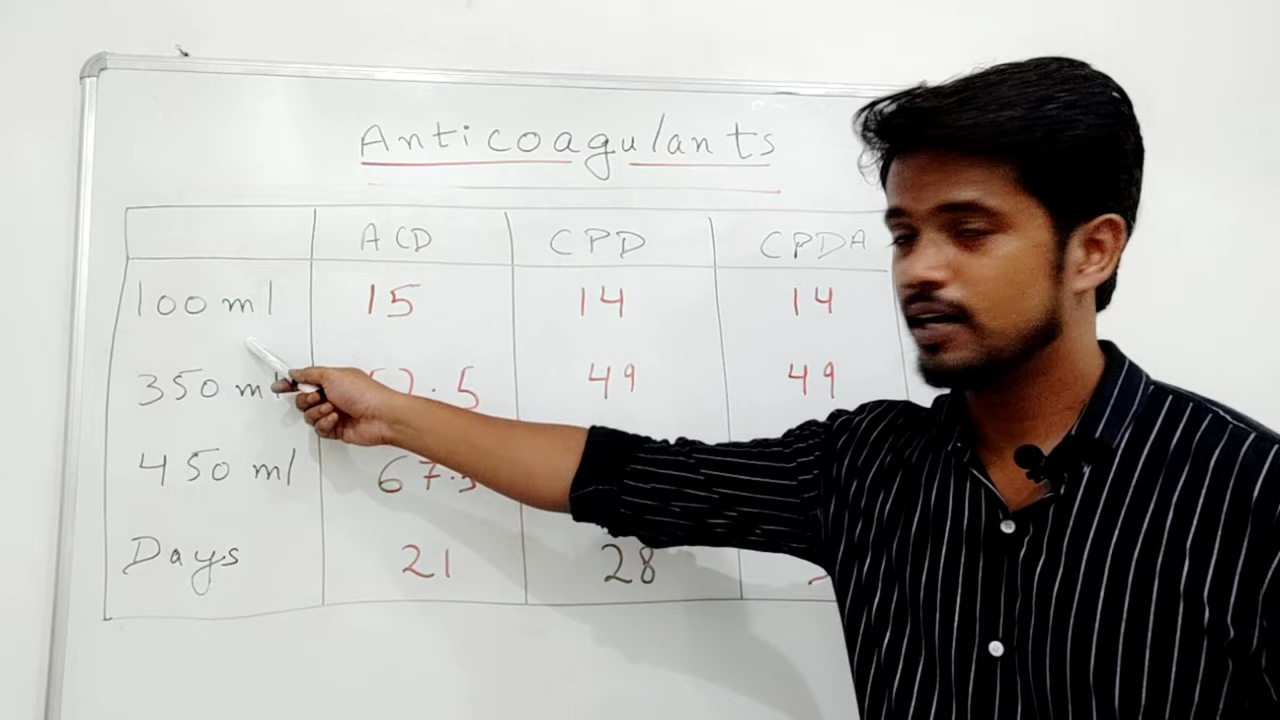 Anticoagulants
ACD CPD CPDA
100 ml 15 14 14
350 ml 49 49
450 ml
Days 21 28